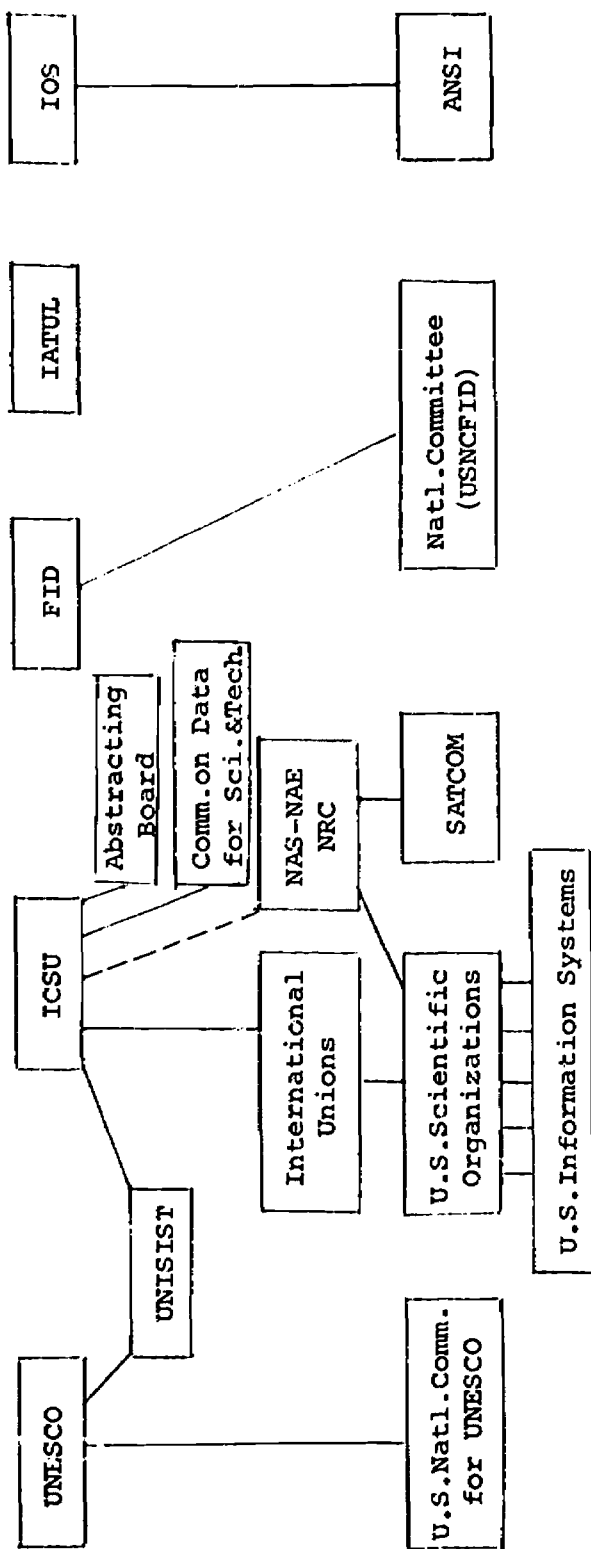 UNESCO
UNISIST
ICSU
Abstracting
Board
Comm.on Data
for Sci.&Tech.
FID
IATUL
IOS
International
Unions
NAS-NAE
NRC
U.S.Natl.Comm.
for UNESCO
U.S.Scientific
Organizations
SATCOM
Natl.Committee
(USNCFID)
ANSI
U.S.Information Systems